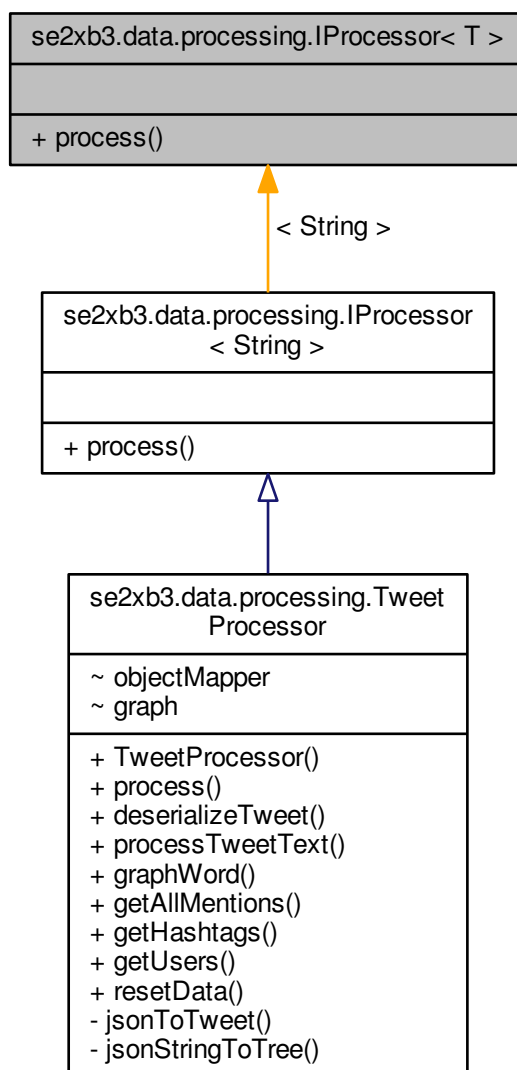 se2xb3.data.processing.IProcessor< T >
+ process()
< String >
se2xb3.data.processing.IProcessor
< String >
+ process()
se2xb3.data.processing.Tweet
Processor
~ objectMapper
~ graph
+ TweetProcessor()
+ process()
+ deserializeTweet()
+ processTweetText()
+ graphWord()
+ getAllMentions()
+ getHashtags()
+ getUsers()
+ resetData()
- jsonToTweet()
- jsonStringToTree()